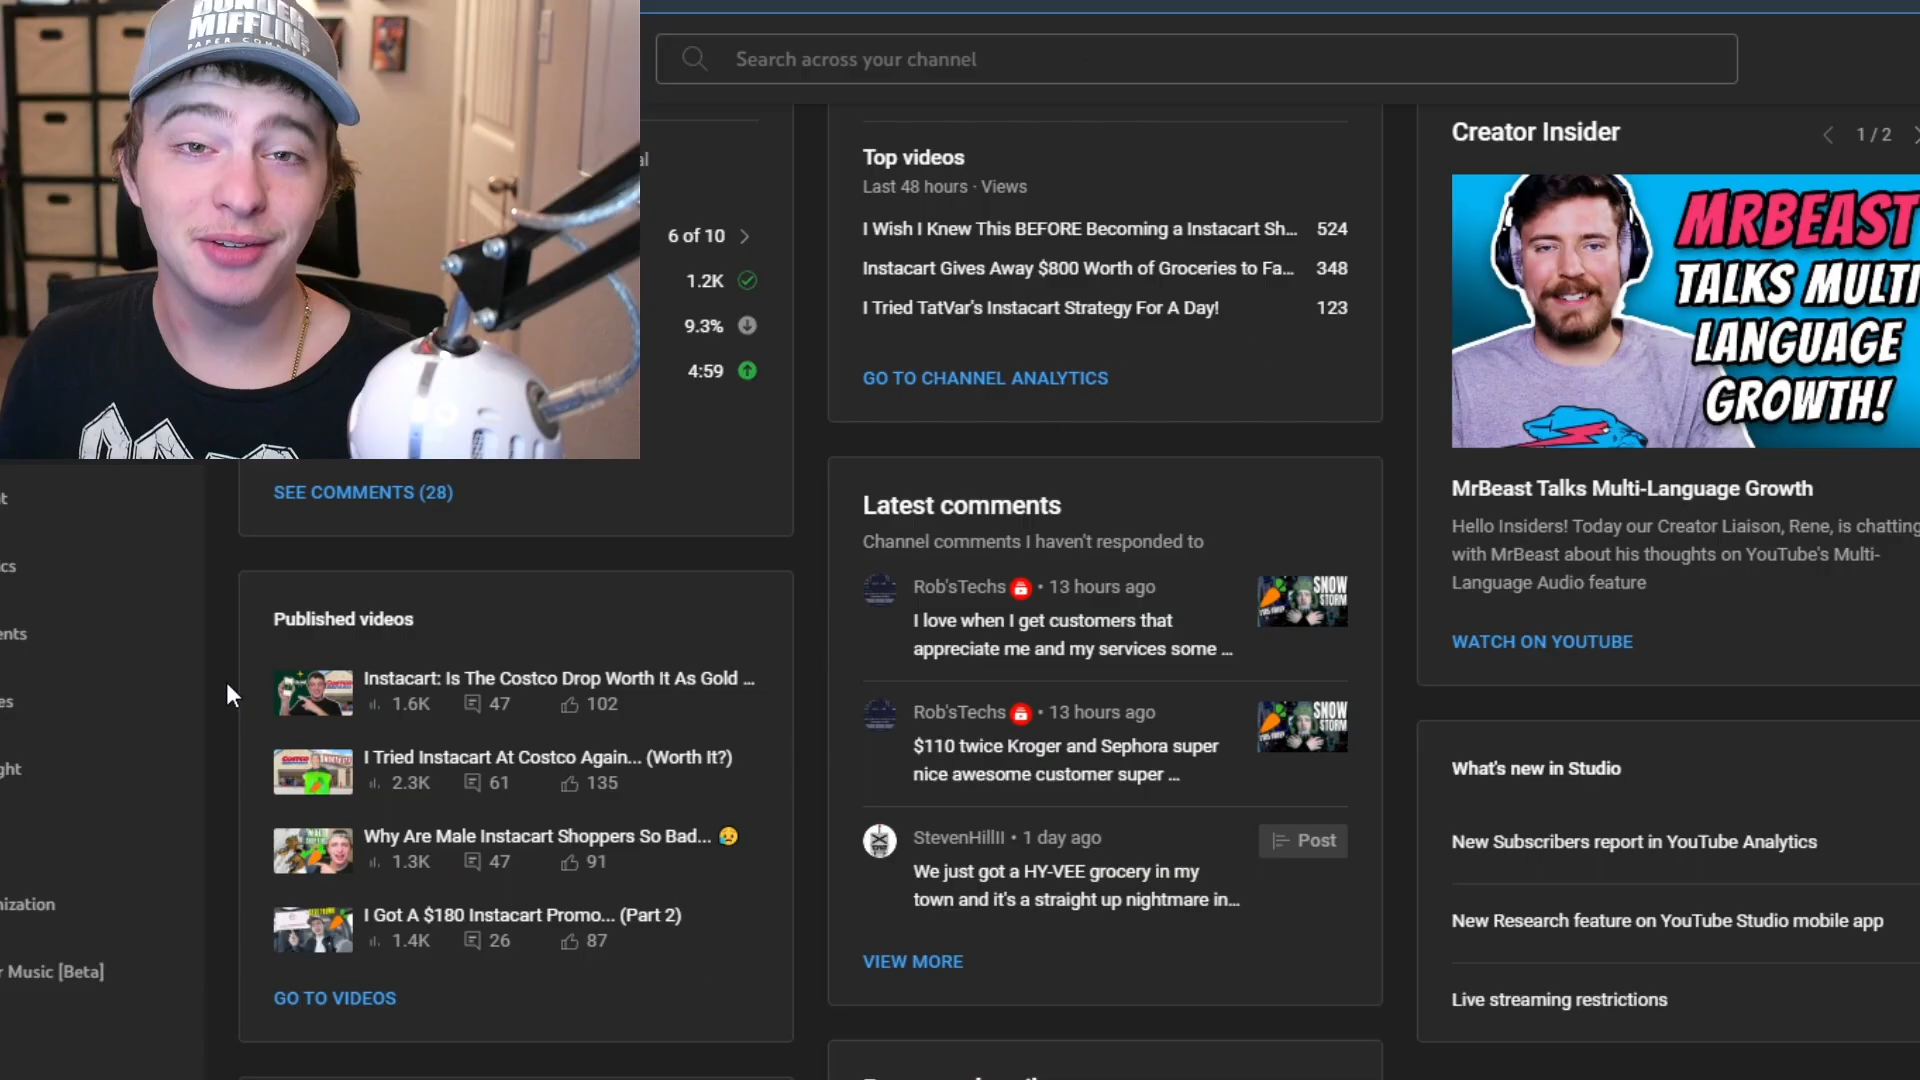 DUNDER
MIFFLIN
PAPER COM
Search across your channel
al
6 of 10
1.2K
9.3%
4:59
SEE COMMENTS (28)
t
cs
ents
es
ght
nization
r Music [Beta]
Published videos
Instacart: Is The Costco Drop Worth It As Gold ...
1.6K 47 102
I Tried Instacart At Costco Again... (Worth It?)
2.3K 61 135
Why Are Male Instacart Shoppers So Bad... 😥
1.3K 47 91
I Got A $180 Instacart Promo... (Part 2)
1.4K 26 87
GO TO VIDEOS
Top videos
Last 48 hours · Views
I Wish I Knew This BEFORE Becoming a Instacart Sh... 524
Instacart Gives Away $800 Worth of Groceries to Fa... 348
I Tried TatVar's Instacart Strategy For A Day! 123
GO TO CHANNEL ANALYTICS
Latest comments
Channel comments I haven't responded to
Rob'sTechs • 13 hours ago
I love when I get customers that
appreciate me and my services some ...
SNOW
STORM
Rob'sTechs • 13 hours ago
$110 twice Kroger and Sephora super
nice awesome customer super ...
SNOW
STORM
StevenHillII • 1 day ago
Post
We just got a HY-VEE grocery in my
town and it's a straight up nightmare in...
VIEW MORE
Creator Insider
1 / 2
MRBEAST
TALKS MULTI
LANGUAGE
GROWTH!
MrBeast Talks Multi-Language Growth
Hello Insiders! Today our Creator Liaison, Rene, is chatting
with MrBeast about his thoughts on YouTube's Multi-
Language Audio feature
WATCH ON YOUTUBE
What's new in Studio
New Subscribers report in YouTube Analytics
New Research feature on YouTube Studio mobile app
Live streaming restrictions